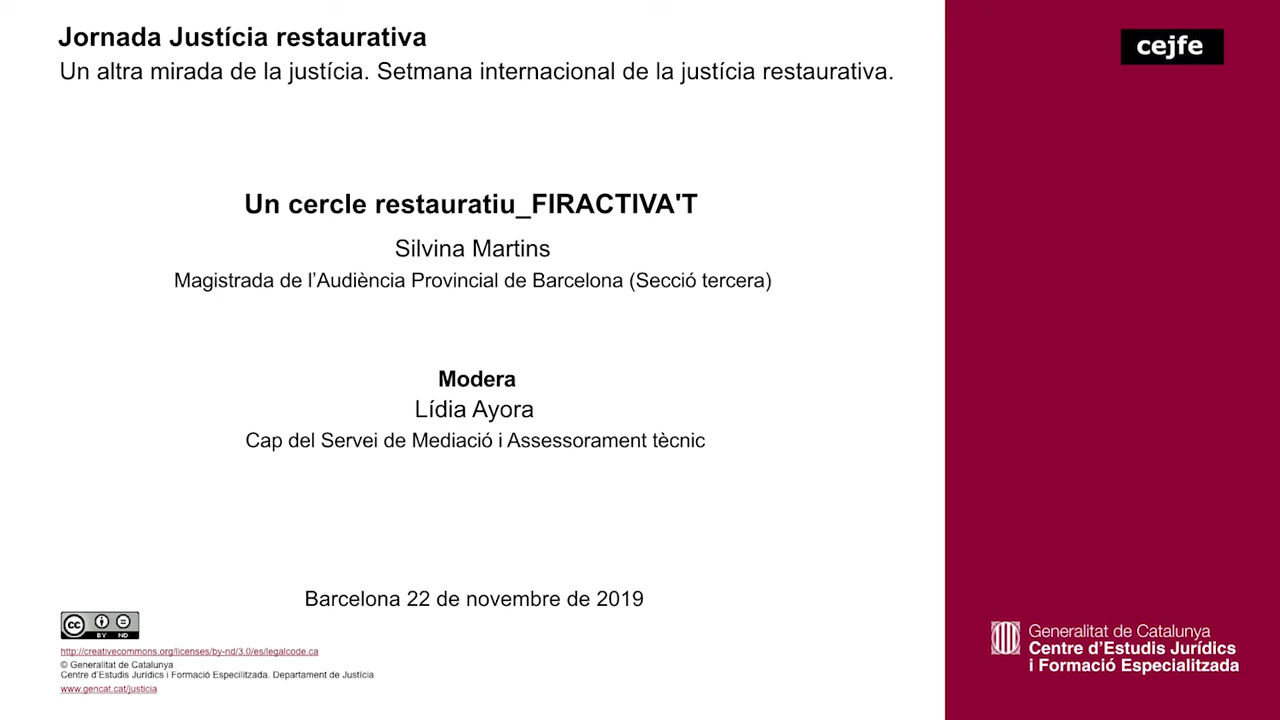 Jornada Justícia restaurativa
Un altra mirada de la justícia. Setmana internacional de la justícia restaurativa.
cejfe
Un cercle restauratiu_FIRACTIVA'T
Silvina Martins
Magistrada de l’Audiència Provincial de Barcelona (Secció tercera)
Modera
Lídia Ayora
Cap del Servei de Mediació i Assessorament tècnic
Barcelona 22 de novembre de 2019
cc BY ND
http://creativecommons.org/licenses/by-nd/3.0/es/legalcode.ca
© Generalitat de Catalunya
Centre d’Estudis Jurídics i Formació Especilitzada. Departament de Justícia
www.gencat.cat/justicia
Generalitat de Catalunya
Centre d’Estudis Jurídics
i Formació Especialitzada